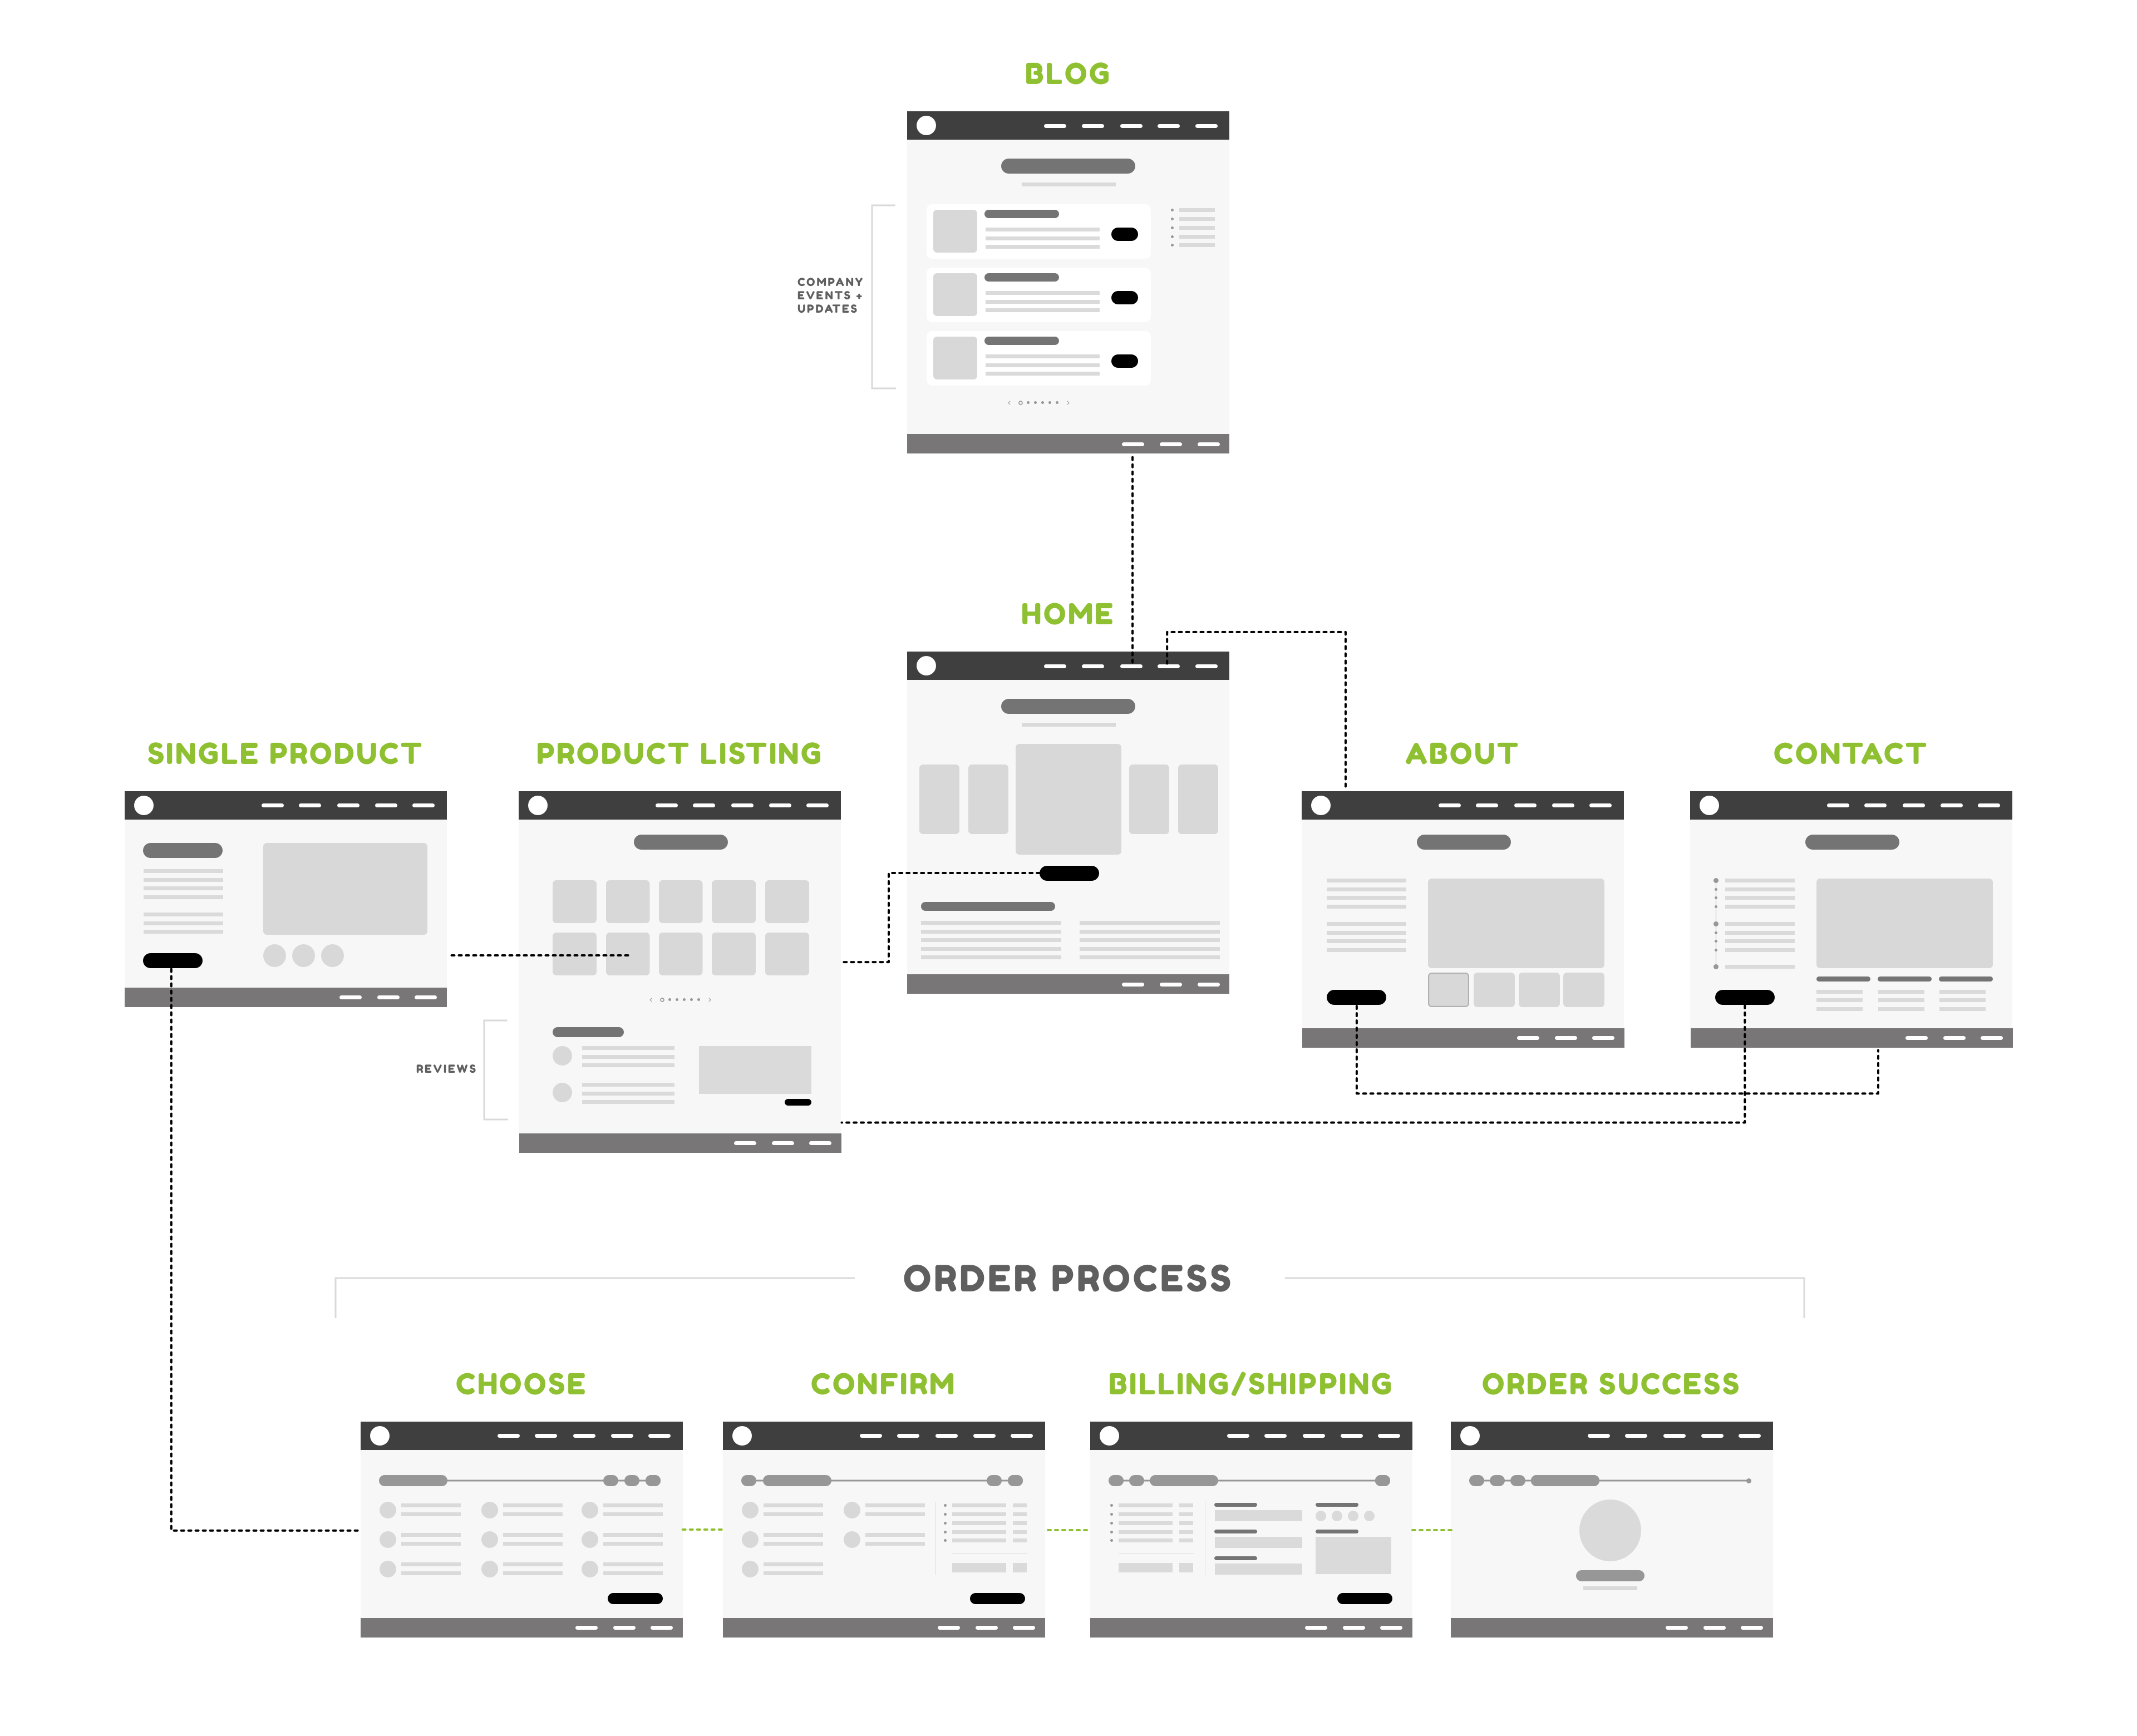 BLOG
COMPANY
EVENTS +
UPDATES
HOME
SINGLE PRODUCT
PRODUCT LISTING
ABOUT
CONTACT
REVIEWS
ORDER PROCESS
CHOOSE
CONFIRM
BILLING/SHIPPING
ORDER SUCCESS